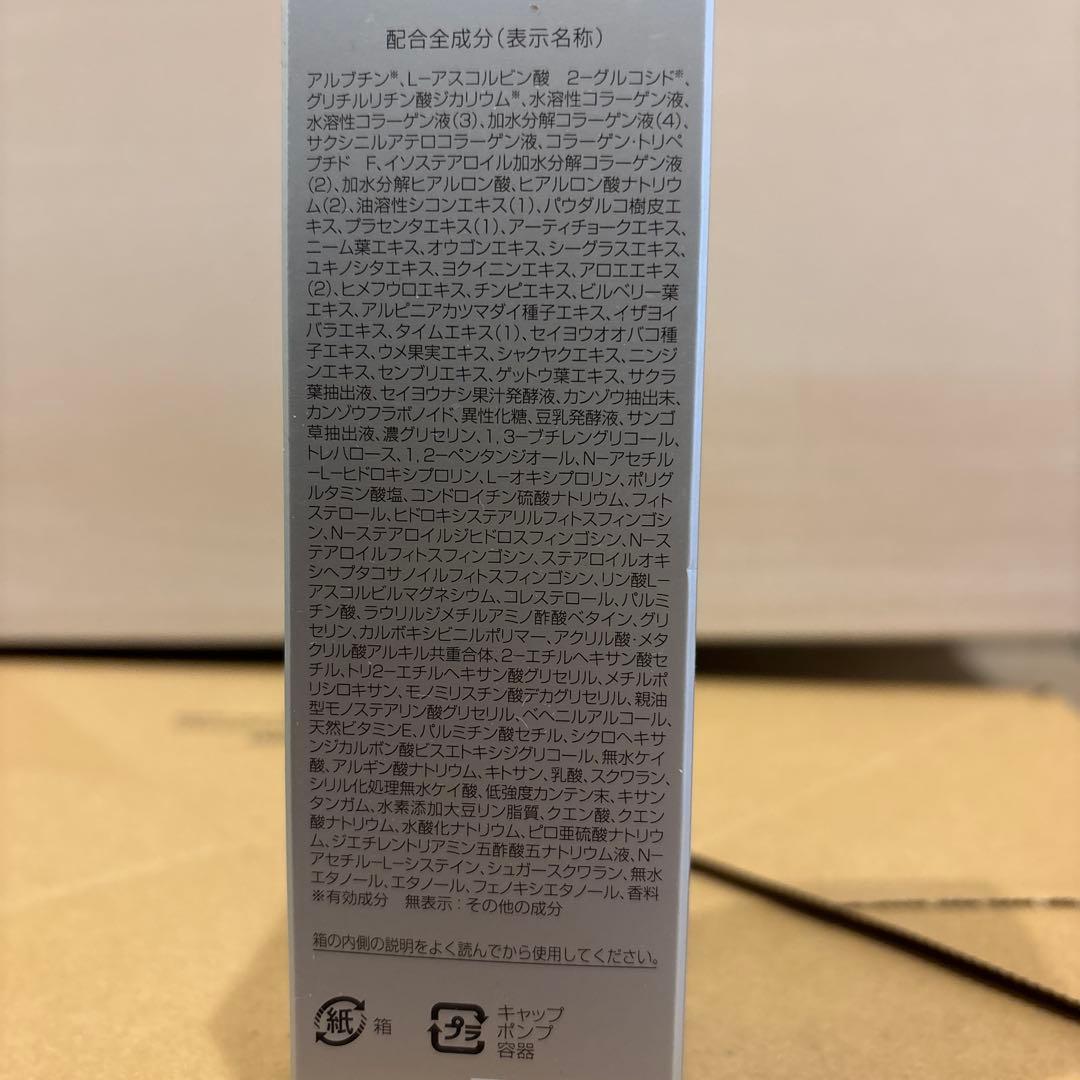 配合全成分（表示名称）
アルブチン※、L－アスコルビン酸　2－グルコシド※、
グリチルリチン酸ジカリウム※、水溶性コラーゲン液、
水溶性コラーゲン液(3)、加水分解コラーゲン液(4)、
サクシニルアテロコラーゲン液、コラーゲン・トリペ
プチド　F、イソステアロイル加水分解コラーゲン液
(2)、加水分解ヒアルロン酸、ヒアルロン酸ナトリウ
ム(2)、油溶性シコンエキス(1)、パウダルコ樹皮エ
キス、プラセンタエキス(1)、アーティチョークエキス、
ニーム葉エキス、オウゴンエキス、シーグラスエキス、
ユキノシタエキス、ヨクイニンエキス、アロエエキス
(2)、ヒメフウロエキス、チンピエキス、ビルベリー葉
エキス、アルピニアカツマダイ種子エキス、イザヨイ
バラエキス、タイムエキス(1)、セイヨウオオバコ種
子エキス、ウメ果実エキス、シャクヤクエキス、ニンジ
ンエキス、センブリエキス、ゲットウ葉エキス、サクラ
葉抽出液、セイヨウナシ果汁発酵液、カンゾウ抽出末、
カンゾウフラボノイド、異性化糖、豆乳発酵液、サンゴ
草抽出液、濃グリセリン、1,3－ブチレングリコール、
トレハロース、1,2－ペンタンジオール、N－アセチル
－L－ヒドロキシプロリン、L－オキシプロリン、ポリグ
ルタミン酸塩、コンドロイチン硫酸ナトリウム、フィト
ステロール、ヒドロキシステアリルフィトスフィンゴシ
ン、N－ステアロイルジヒドロスフィンゴシン、N－ス
テアロイルフィトスフィンゴシン、ステアロイルオキ
シヘプタコサノイルフィトスフィンゴシン、リン酸L－
アスコルビルマグネシウム、コレステロール、パルミ
チン酸、ラウリルジメチルアミノ酢酸ベタイン、グリ
セリン、カルボキシビニルポリマー、アクリル酸・メタ
クリル酸アルキル共重合体、2－エチルヘキサン酸セ
チル、トリ2－エチルヘキサン酸グリセリル、メチルポ
リシロキサン、モノミリスチン酸デカグリセリル、親油
型モノステアリン酸グリセリル、ベヘニルアルコール、
天然ビタミンE、パルミチン酸セチル、シクロヘキサ
ンジカルボン酸ビスエトキシジグリコール、無水ケイ
酸、アルギン酸ナトリウム、キトサン、乳酸、スクワラン、
シリル化処理無水ケイ酸、低強度カンテン末、キサン
タンガム、水素添加大豆リン脂質、クエン酸、クエン
酸ナトリウム、水酸化ナトリウム、ピロ亜硫酸ナトリウ
ム、ジエチレントリアミン五酢酸五ナトリウム液、N－
アセチル－L－システイン、シュガースクワラン、無水
エタノール、エタノール、フェノキシエタノール、香料
※有効成分　無表示：その他の成分
箱の内側の説明をよく読んでから使用してください。
紙 箱
プラ キャップ
ポンプ
容器